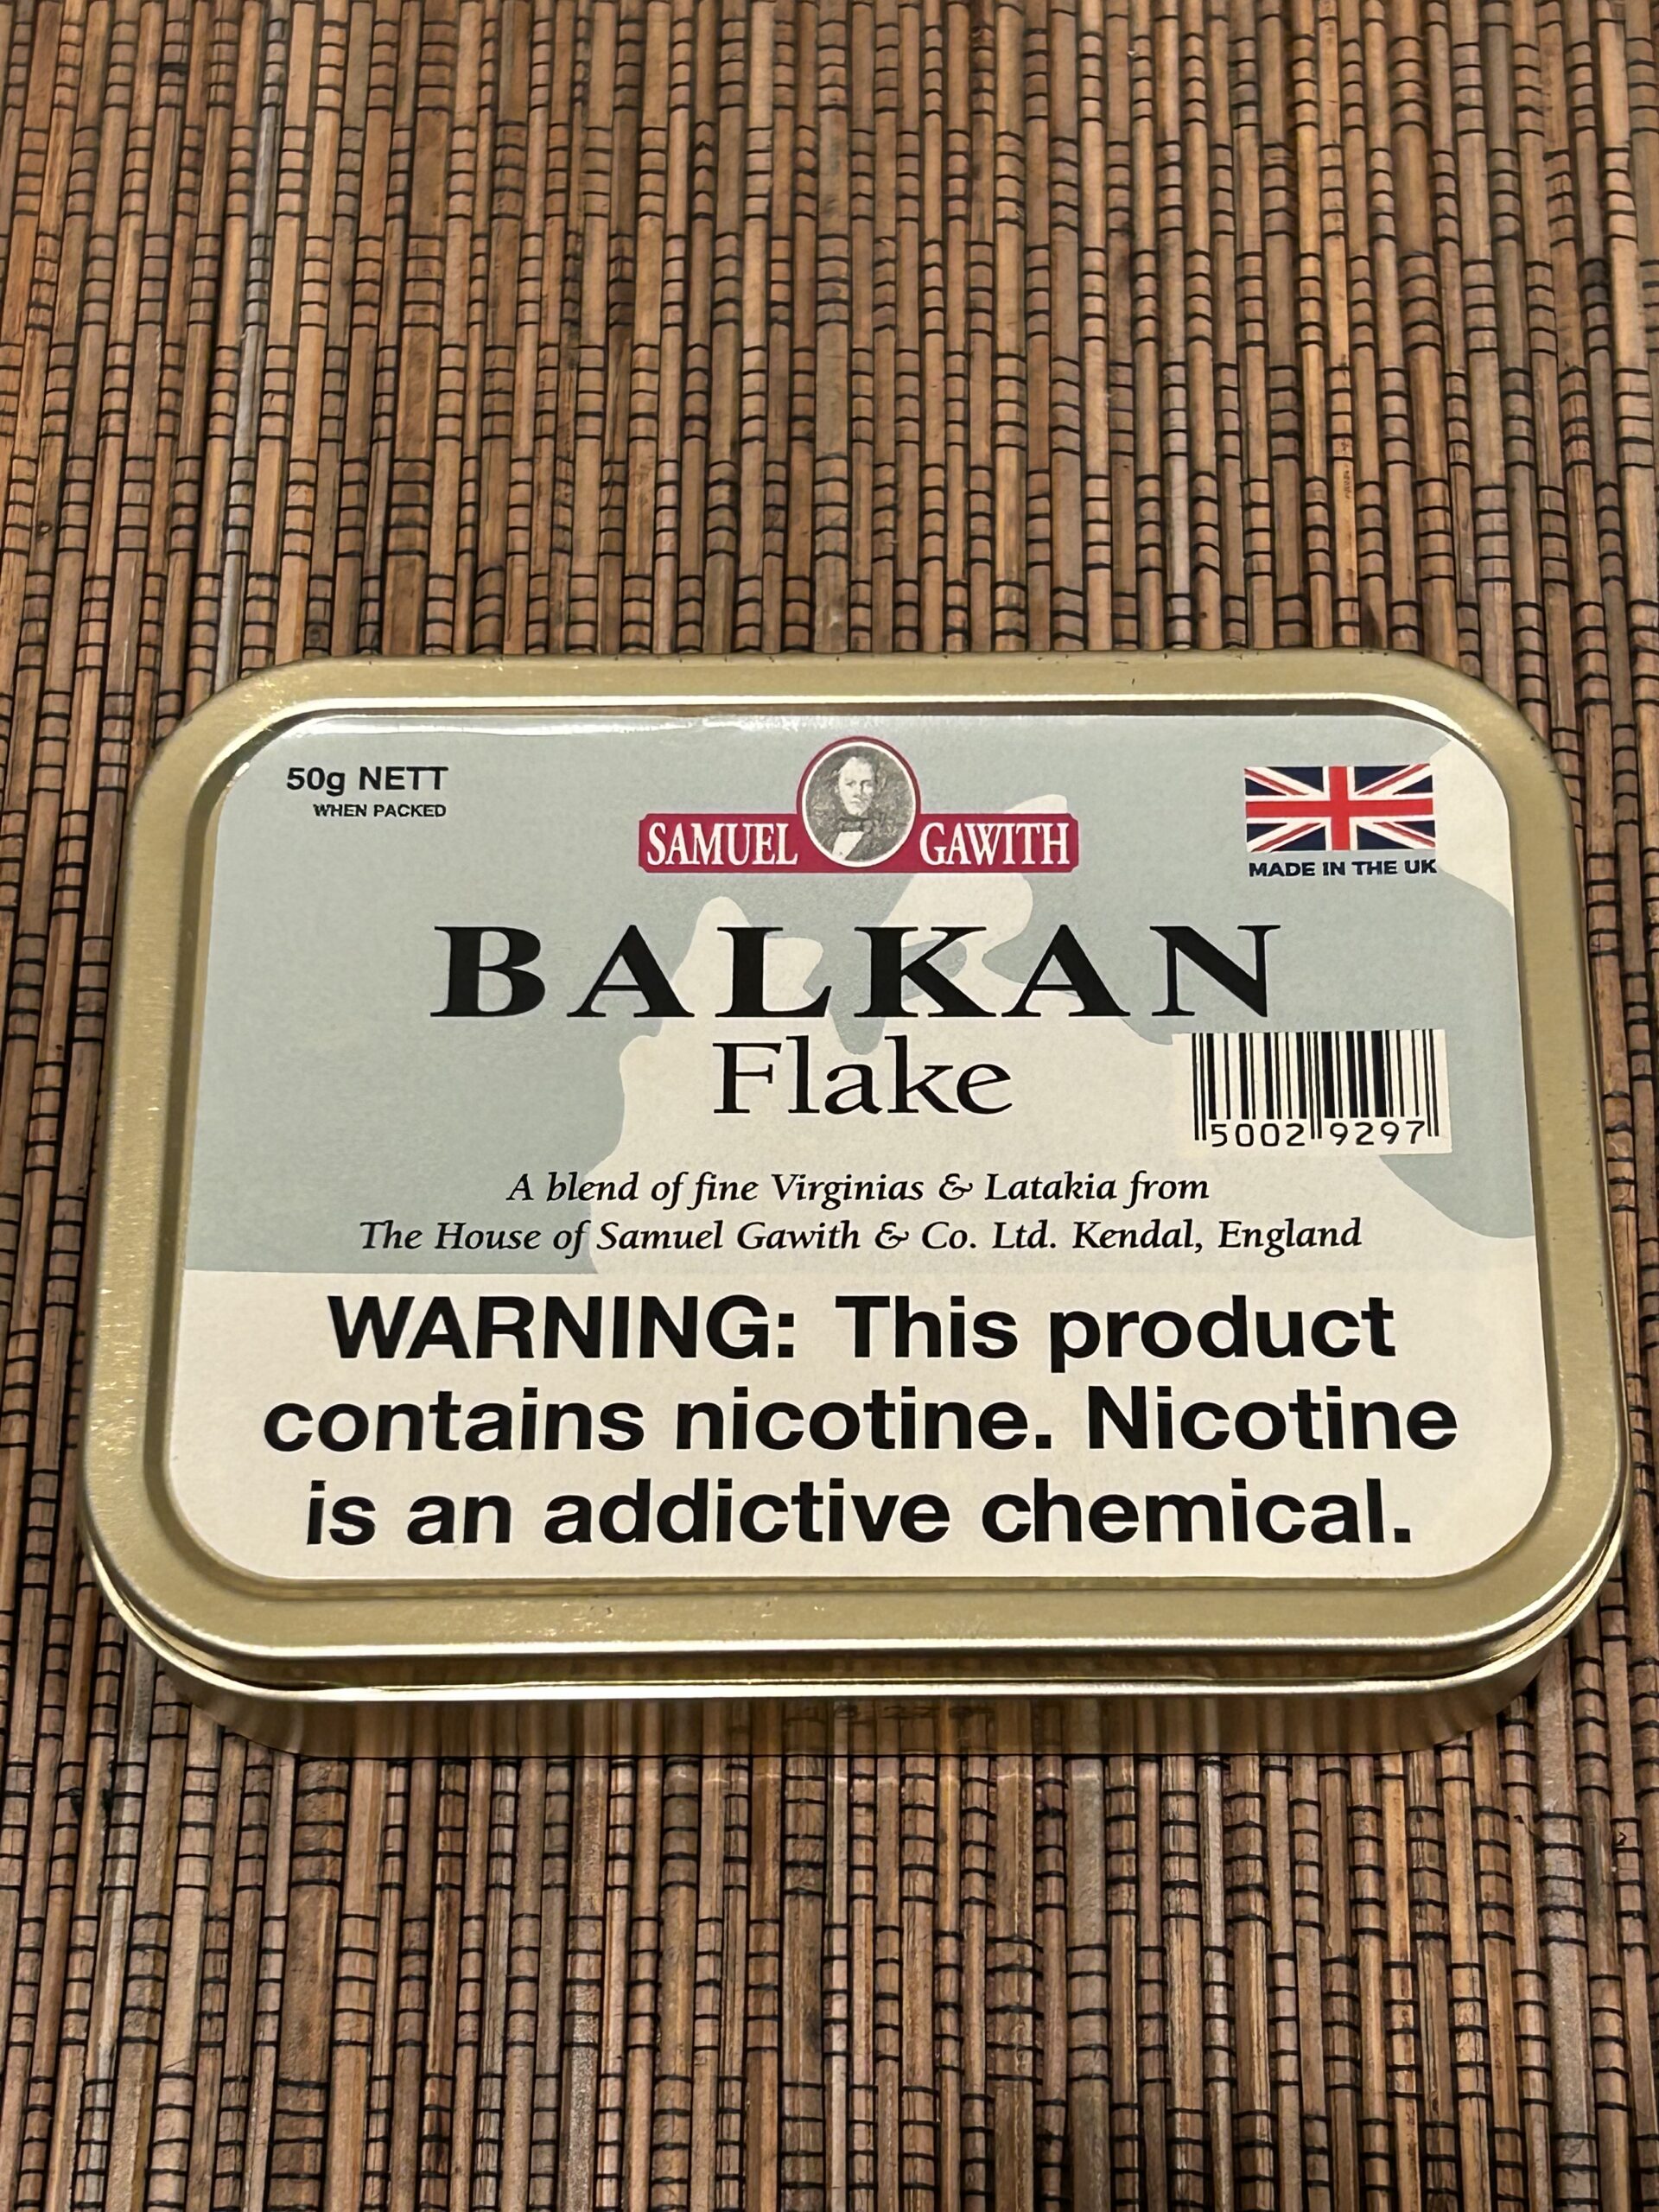 50g NETT
WHEN PACKED
SAMUEL GAWITH
MADE IN THE UK
BALKAN
Flake
5002 9297
A blend of fine Virginias & Latakia from
The House of Samuel Gawith & Co. Ltd. Kendal, England
WARNING: This product
contains nicotine. Nicotine
is an addictive chemical.